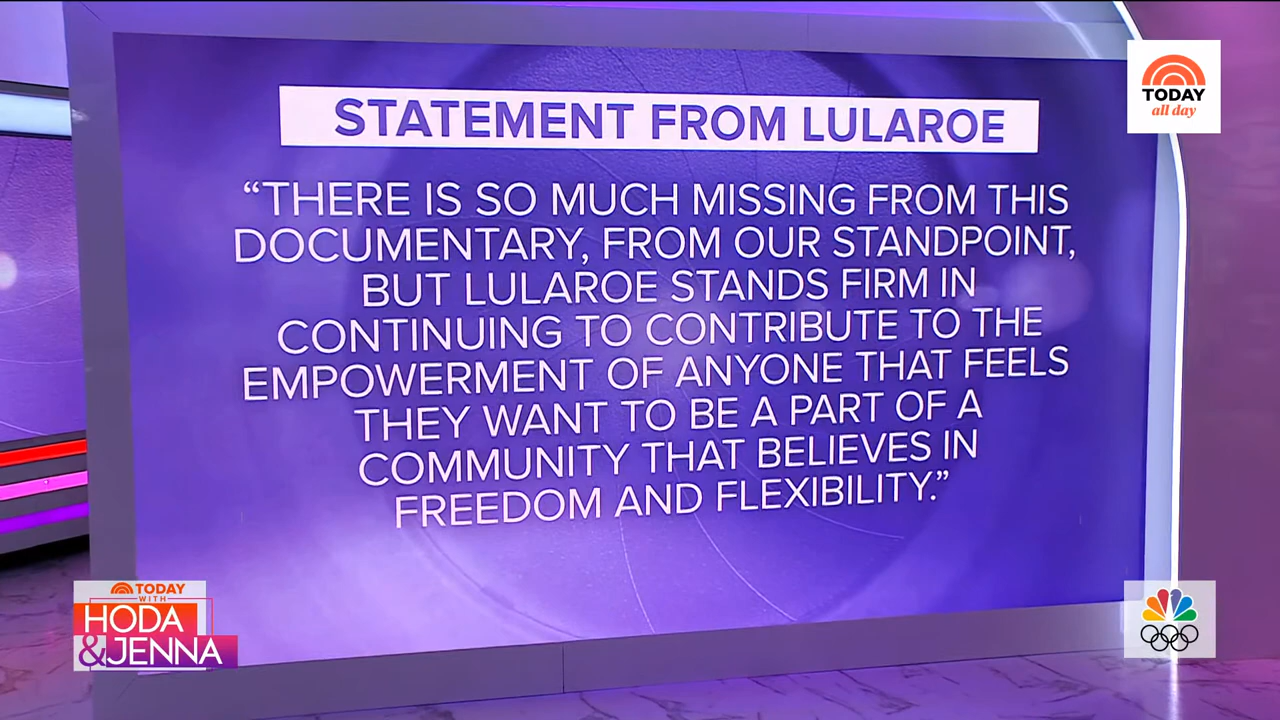 STATEMENT FROM LULAROE
“THERE IS SO MUCH MISSING FROM THIS
DOCUMENTARY, FROM OUR STANDPOINT,
BUT LULAROE STANDS FIRM IN
CONTINUING TO CONTRIBUTE TO THE
EMPOWERMENT OF ANYONE THAT FEELS
THEY WANT TO BE A PART OF A
COMMUNITY THAT BELIEVES IN
FREEDOM AND FLEXIBILITY.”
TODAY
all day
TODAY
WITH
HODA
&JENNA